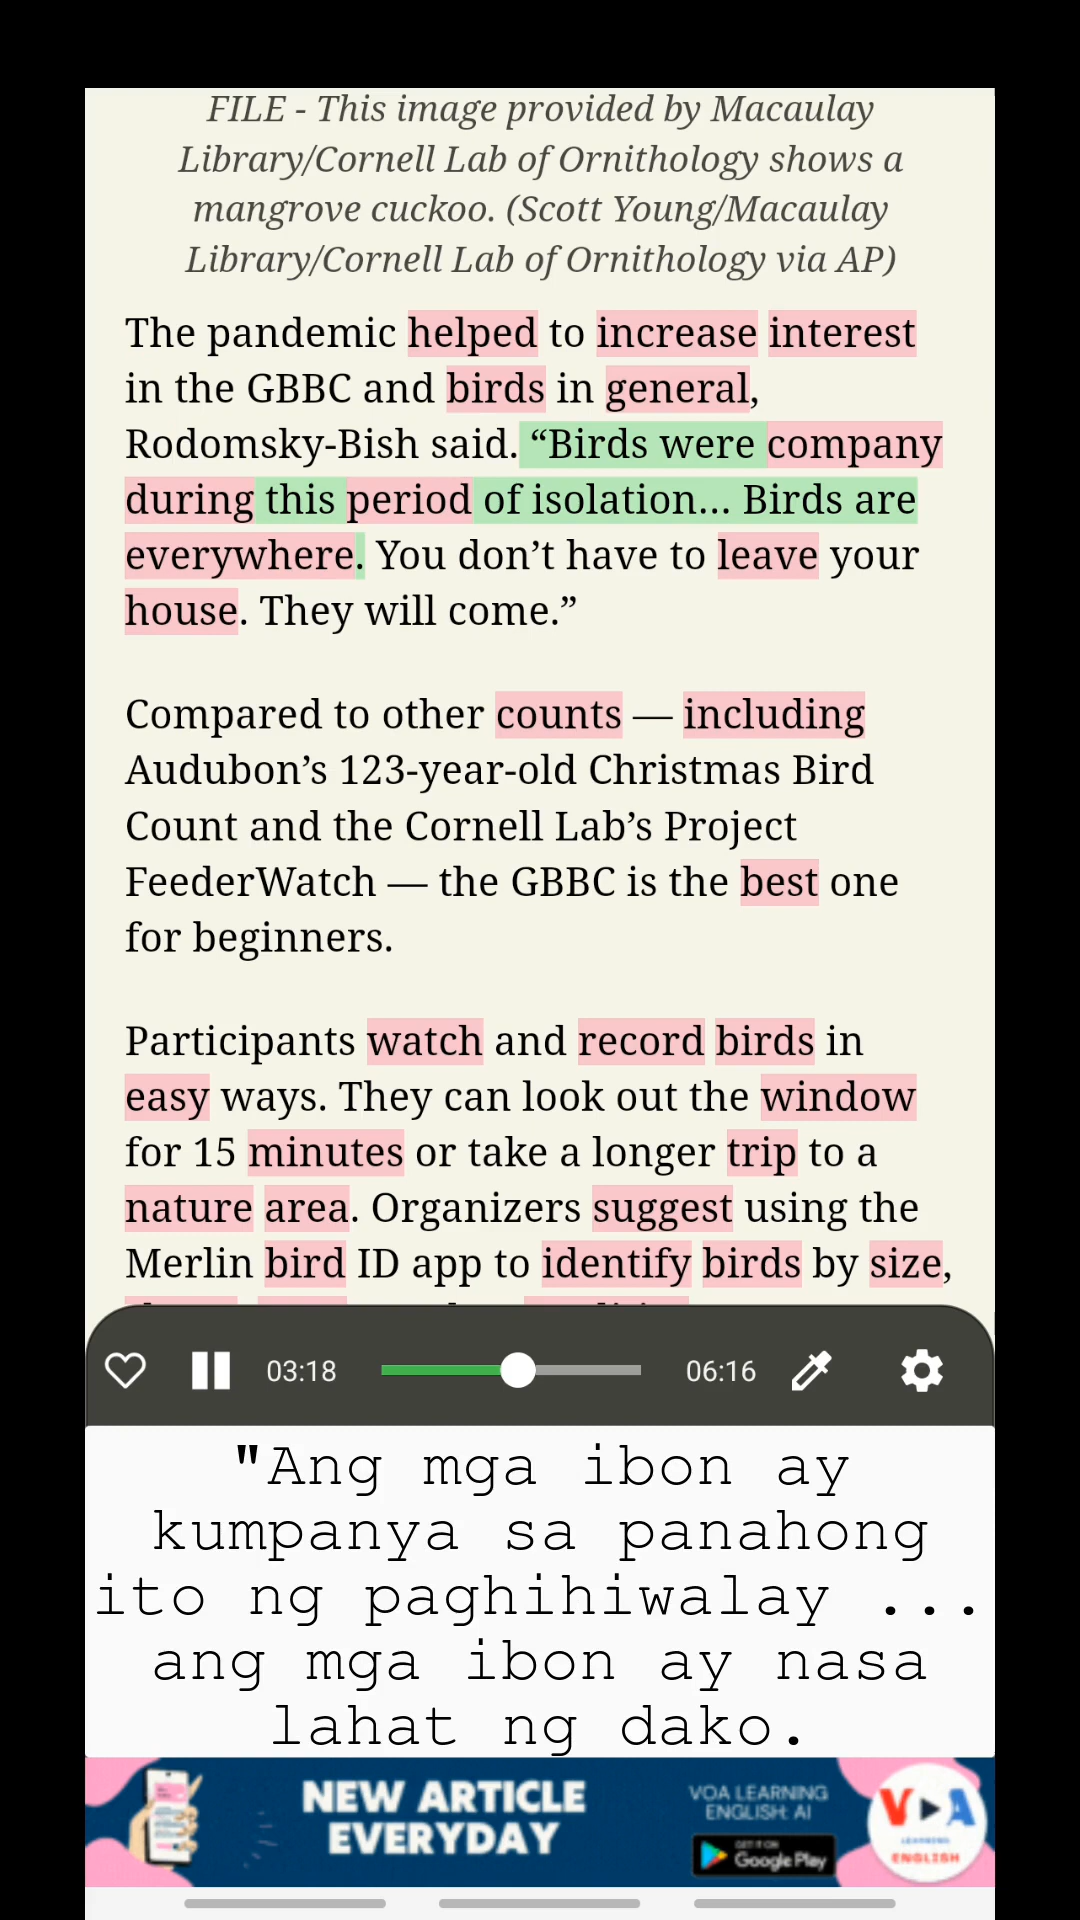 FILE - This image provided by Macaulay
Library/Cornell Lab of Ornithology shows a
mangrove cuckoo. (Scott Young/Macaulay
Library/Cornell Lab of Ornithology via AP)
The pandemic helped to increase interest
in the GBBC and birds in general,
Rodomsky-Bish said. “Birds were company
during this period of isolation... Birds are
everywhere. You don’t have to leave your
house. They will come.”
Compared to other counts — including
Audubon’s 123-year-old Christmas Bird
Count and the Cornell Lab’s Project
FeederWatch — the GBBC is the best one
for beginners.
Participants watch and record birds in
easy ways. They can look out the window
for 15 minutes or take a longer trip to a
nature area. Organizers suggest using the
Merlin bird ID app to identify birds by size,
03:18
06:16
"Ang mga ibon ay
kumpanya sa panahong
ito ng paghihiwalay ...
ang mga ibon ay nasa
lahat ng dako.
NEW ARTICLE
EVERYDAY
VOA LEARNING
ENGLISH: AI
GET IT ON
Google Play
VOA
LEARNING
ENGLISH